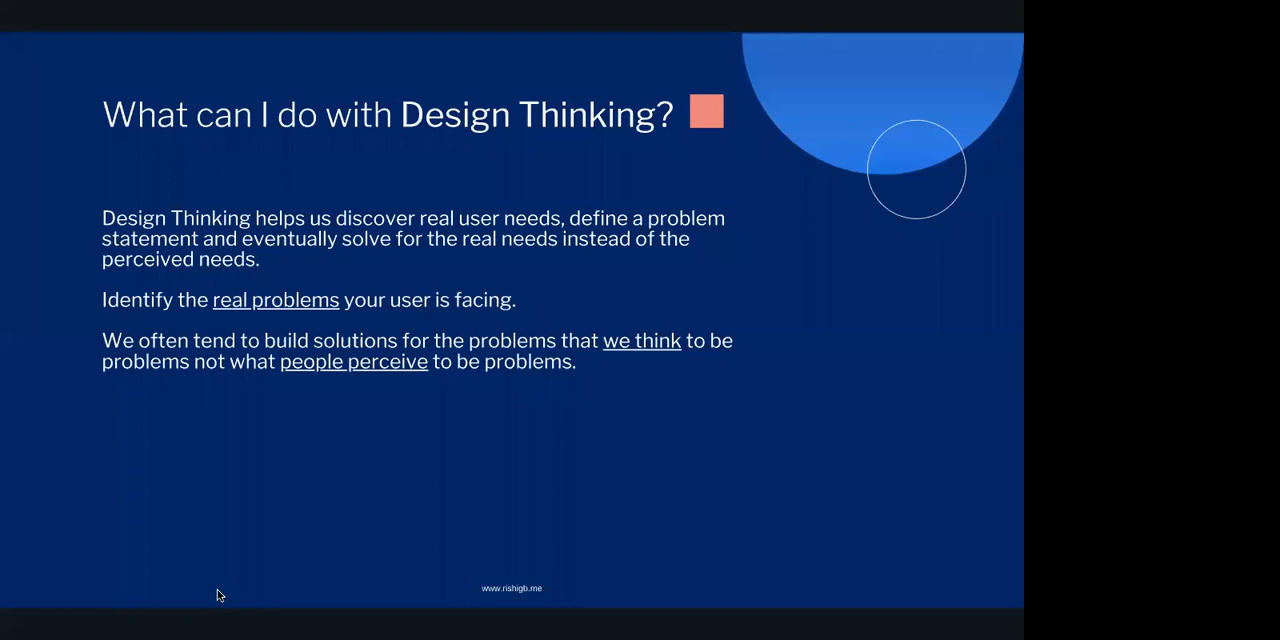 What can I do with Design Thinking?
Design Thinking helps us discover real user needs, define a problem
statement and eventually solve for the real needs instead of the
perceived needs.
Identify the real problems your user is facing.
We often tend to build solutions for the problems that we think to be
problems not what people perceive to be problems.
www.rishigb.me